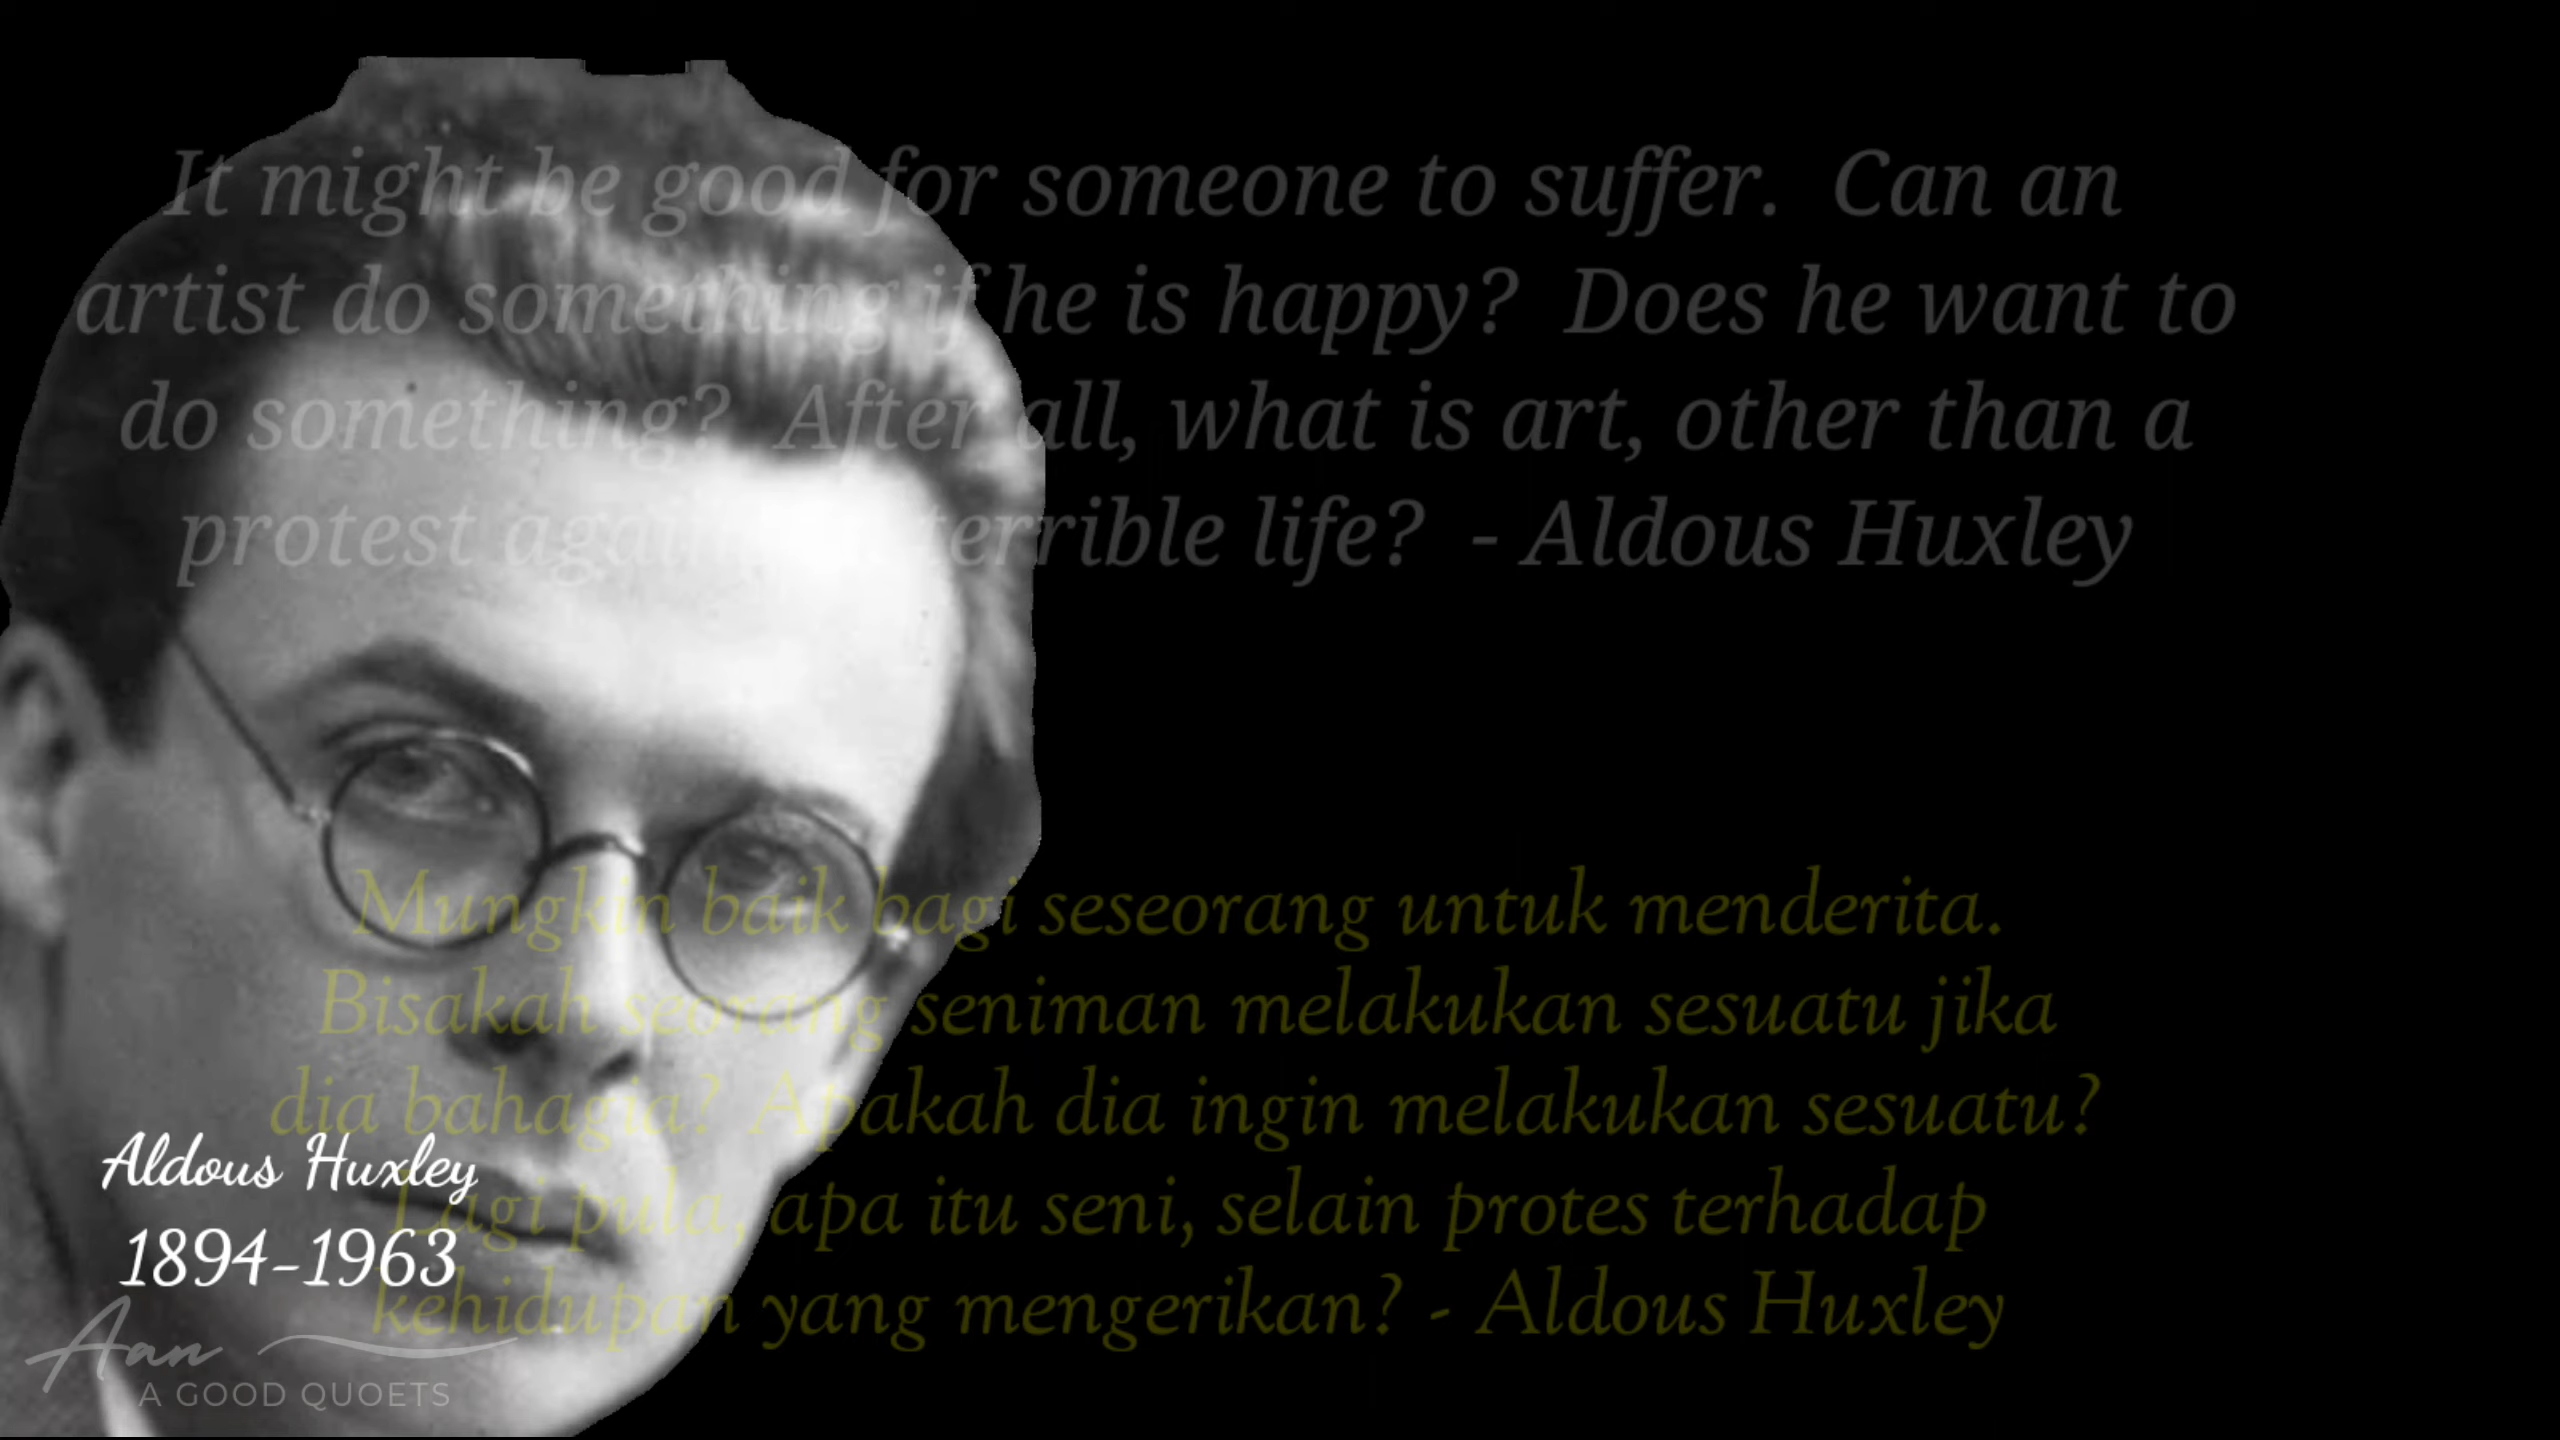 It might be good for someone to suffer. Can an
artist do something if he is happy? Does he want to
do something? After all, what is art, other than a
protest against a terrible life? - Aldous Huxley
Mungkin baik bagi seseorang untuk menderita.
Bisakah seorang seniman melakukan sesuatu jika
dia bahagia? Apakah dia ingin melakukan sesuatu?
Lagi pula, apa itu seni, selain protes terhadap
kehidupan yang mengerikan? - Aldous Huxley
Aldous Huxley
1894-1963
Aan
A GOOD QUOETS